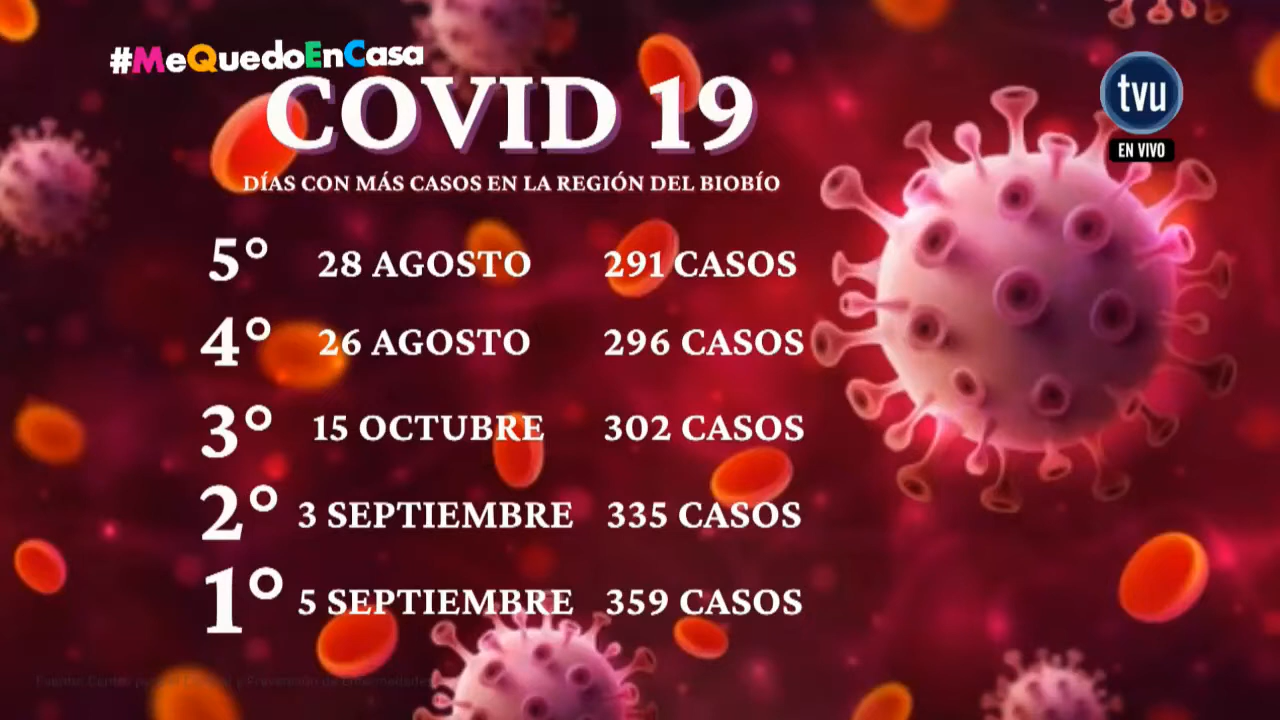 #MeQuedoEnCasa
tvu
EN VIVO
COVID 19
DÍAS CON MÁS CASOS EN LA REGIÓN DEL BIOBÍO
5° 28 AGOSTO 291 CASOS
4° 26 AGOSTO 296 CASOS
3° 15 OCTUBRE 302 CASOS
2° 3 SEPTIEMBRE 335 CASOS
1° 5 SEPTIEMBRE 359 CASOS